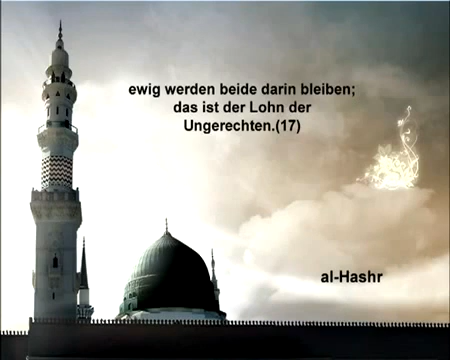 ewig werden beide darin bleiben;
das ist der Lohn der
Ungerechten.(17)
al-Hashr